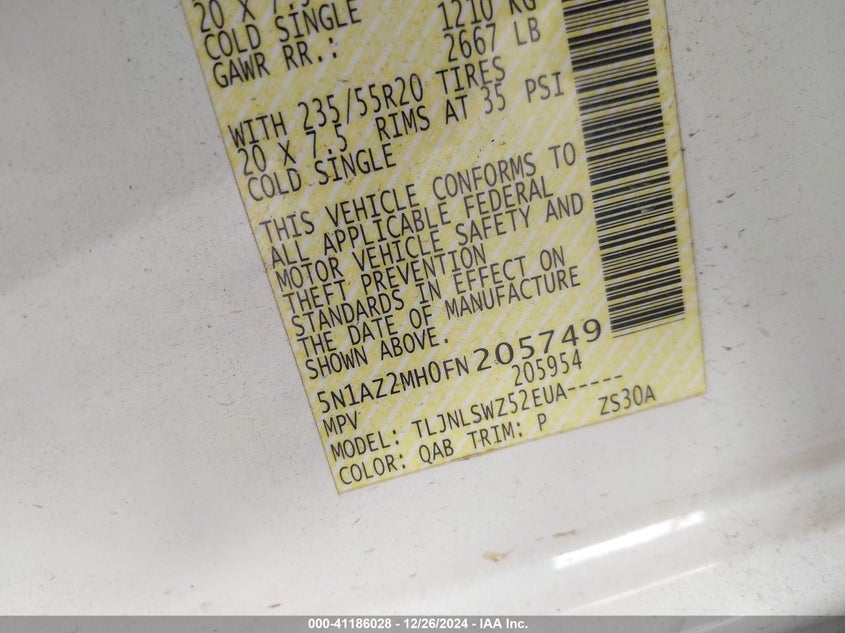 20 X 7.5
COLD SINGLE 1210 KG
GAWR RR.: 2667 LB
WITH 235/55R20 TIRES
20 X 7.5 RIMS AT 35 PSI
COLD SINGLE
THIS VEHICLE CONFORMS TO
ALL APPLICABLE FEDERAL
MOTOR VEHICLE SAFETY AND
THEFT PREVENTION
STANDARDS IN EFFECT ON
THE DATE OF MANUFACTURE
SHOWN ABOVE.
5N1AZ2MH0FN205749
MPV 205954
MODEL: TLJNLSWZ52EUA-----
COLOR: QAB TRIM: P ZS30A
000-41186028 - 12/26/2024 - IAA Inc.